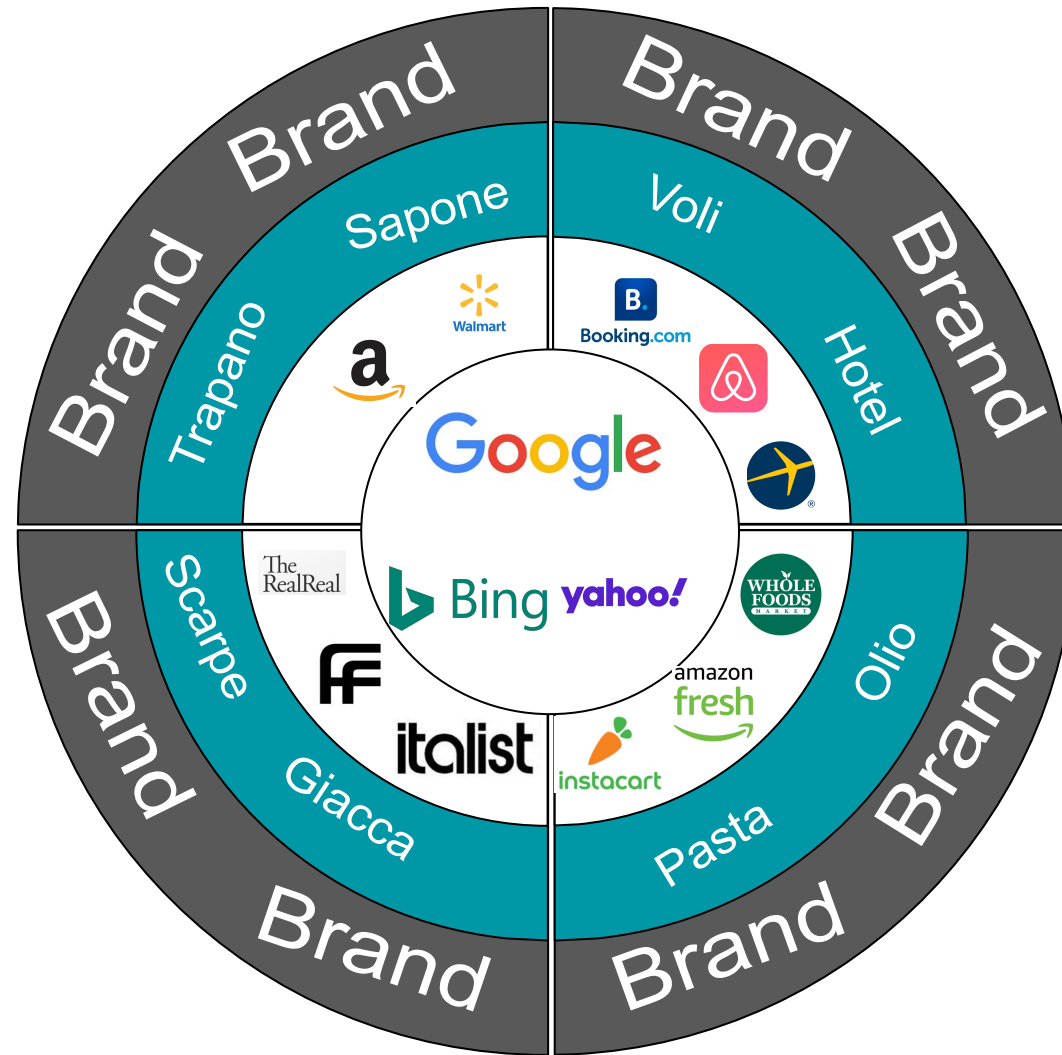 Brand
Brand
Brand
Brand
Sapone
Trapano
Voli
Hotel
Walmart
a
B.
Booking.com
®
Google
Bing
yahoo!
The
RealReal
italist
WHOLE
FOODS
MARKET
amazon
fresh
instacart
Scarpe
Giacca
Olio
Pasta
Brand
Brand
Brand
Brand